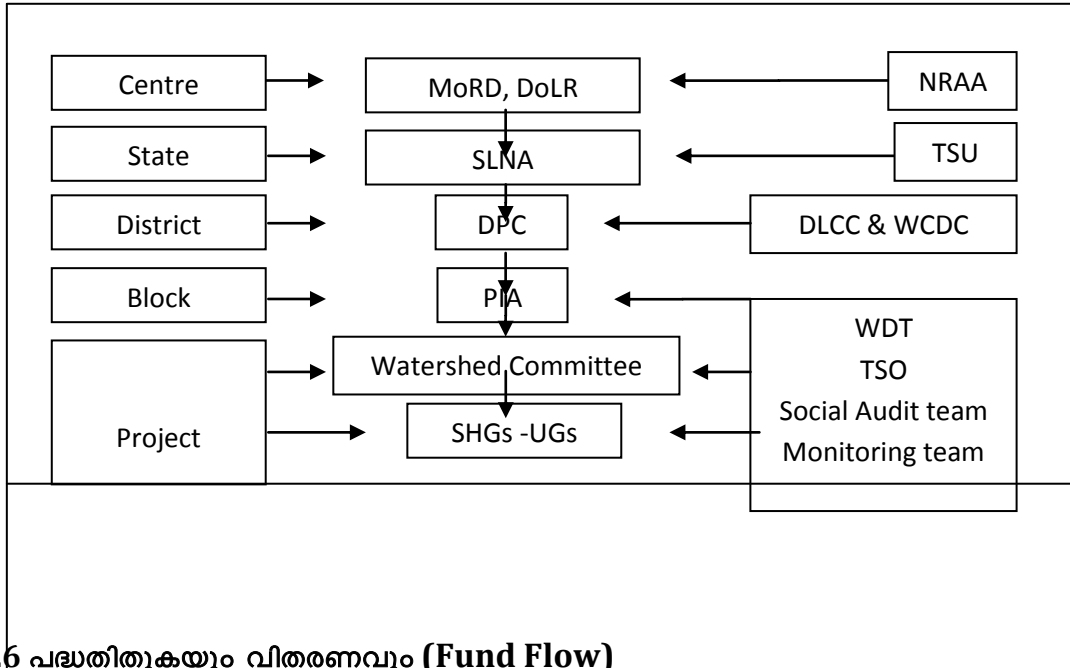 Centre
MoRD, DoLR
NRAA
State
SLNA
TSU
District
DPC
DLCC & WCDC
Block
PIA
Project
Watershed Committee
SHGs -UGs
WDT
TSO
Social Audit team
Monitoring team
.6 പദ്ധതിതുകയും വിതരണവും (Fund Flow)